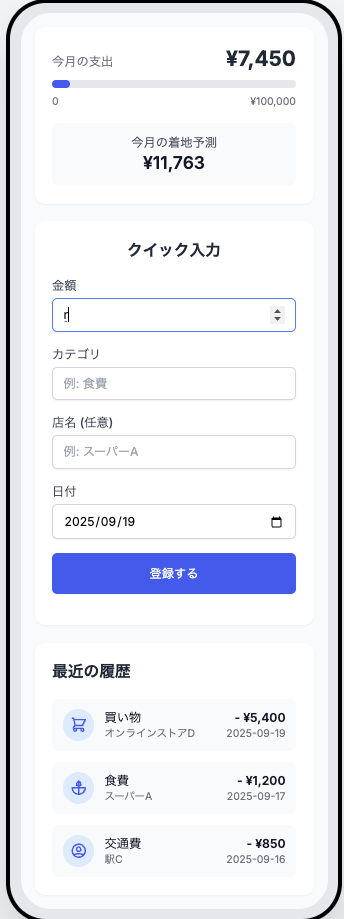 今月の支出 ¥7,450
0 ¥100,000
今月の着地予測
¥11,763
クイック入力
金額
r
カテゴリ
例: 食費
店名 (任意)
例: スーパーA
日付
2025/09/19
登録する
最近の履歴
買い物 - ¥5,400
オンラインストアD 2025-09-19
食費 - ¥1,200
スーパーA 2025-09-17
交通費 - ¥850
駅C 2025-09-16